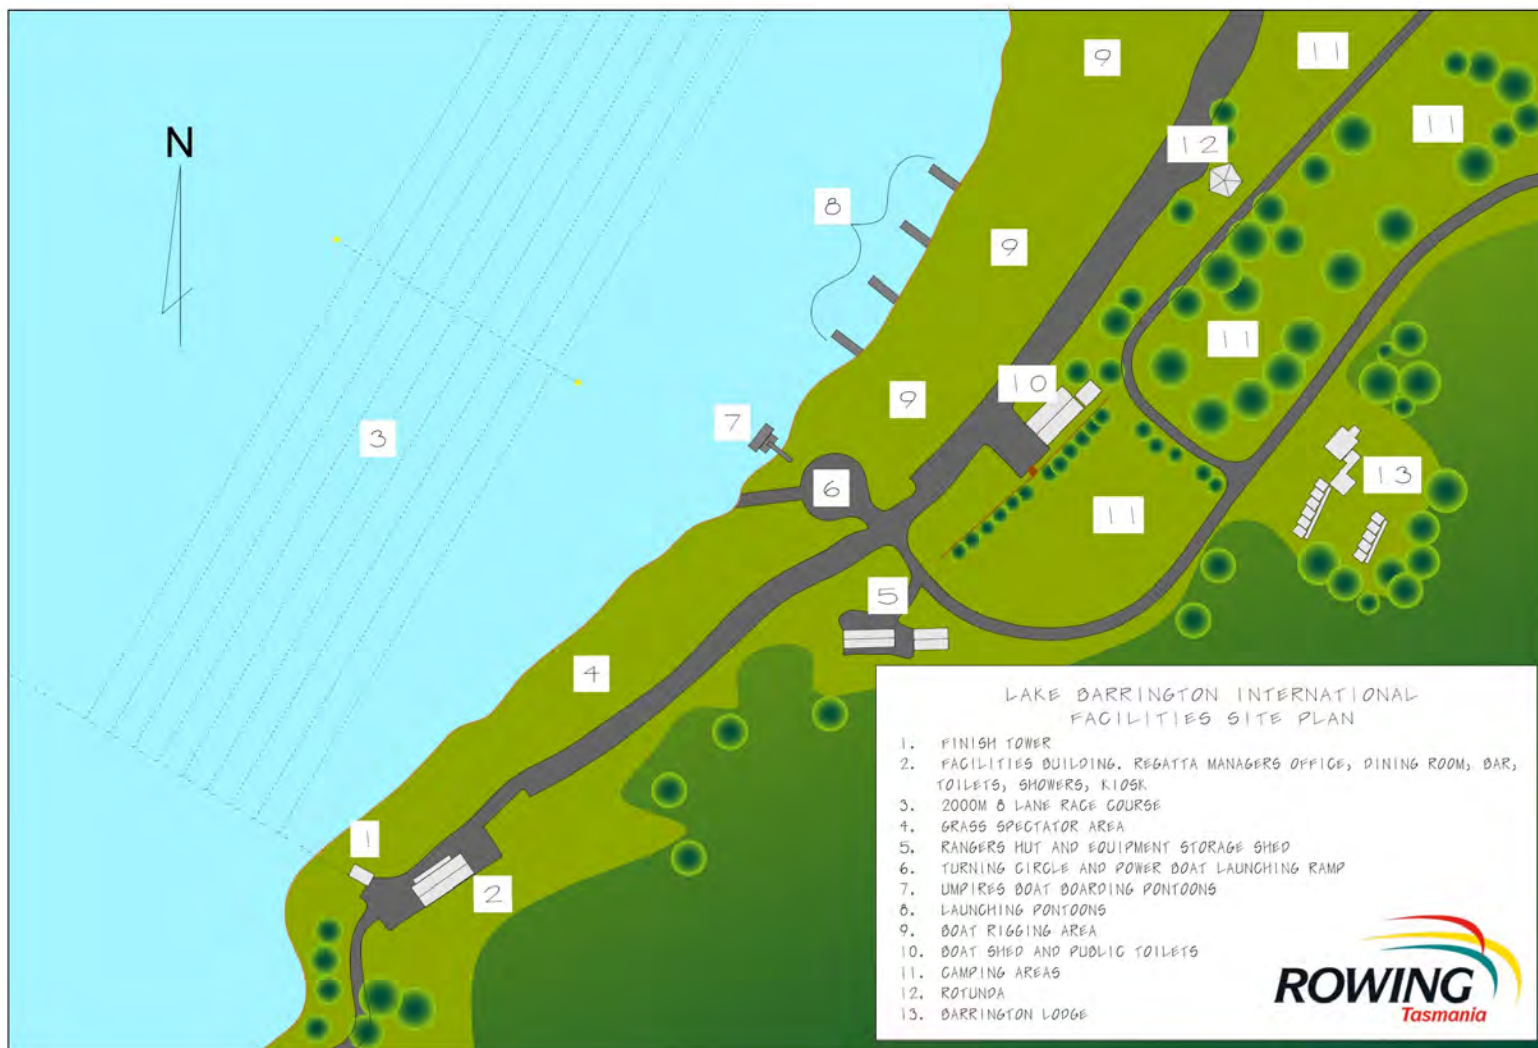 N
9
11
11
12
8
9
11
10
9
7
3
13
6
11
5
4
1
2
LAKE BARRINGTON INTERNATIONAL
FACILITIES SITE PLAN
1. FINISH TOWER
2. FACILITIES BUILDING. REGATTA MANAGERS OFFICE, DINING ROOM, BAR,
TOILETS, SHOWERS, KIOSK
3. 2000M 8 LANE RACE COURSE
4. GRASS SPECTATOR AREA
5. RANGERS HUT AND EQUIPMENT STORAGE SHED
6. TURNING CIRCLE AND POWER BOAT LAUNCHING RAMP
7. UMPIRES BOAT BOARDING PONTOONS
8. LAUNCHING PONTOONS
9. BOAT RIGGING AREA
10. BOAT SHED AND PUBLIC TOILETS
11. CAMPING AREAS
12. ROTUNDA
13. BARRINGTON LODGE
ROWING
Tasmania